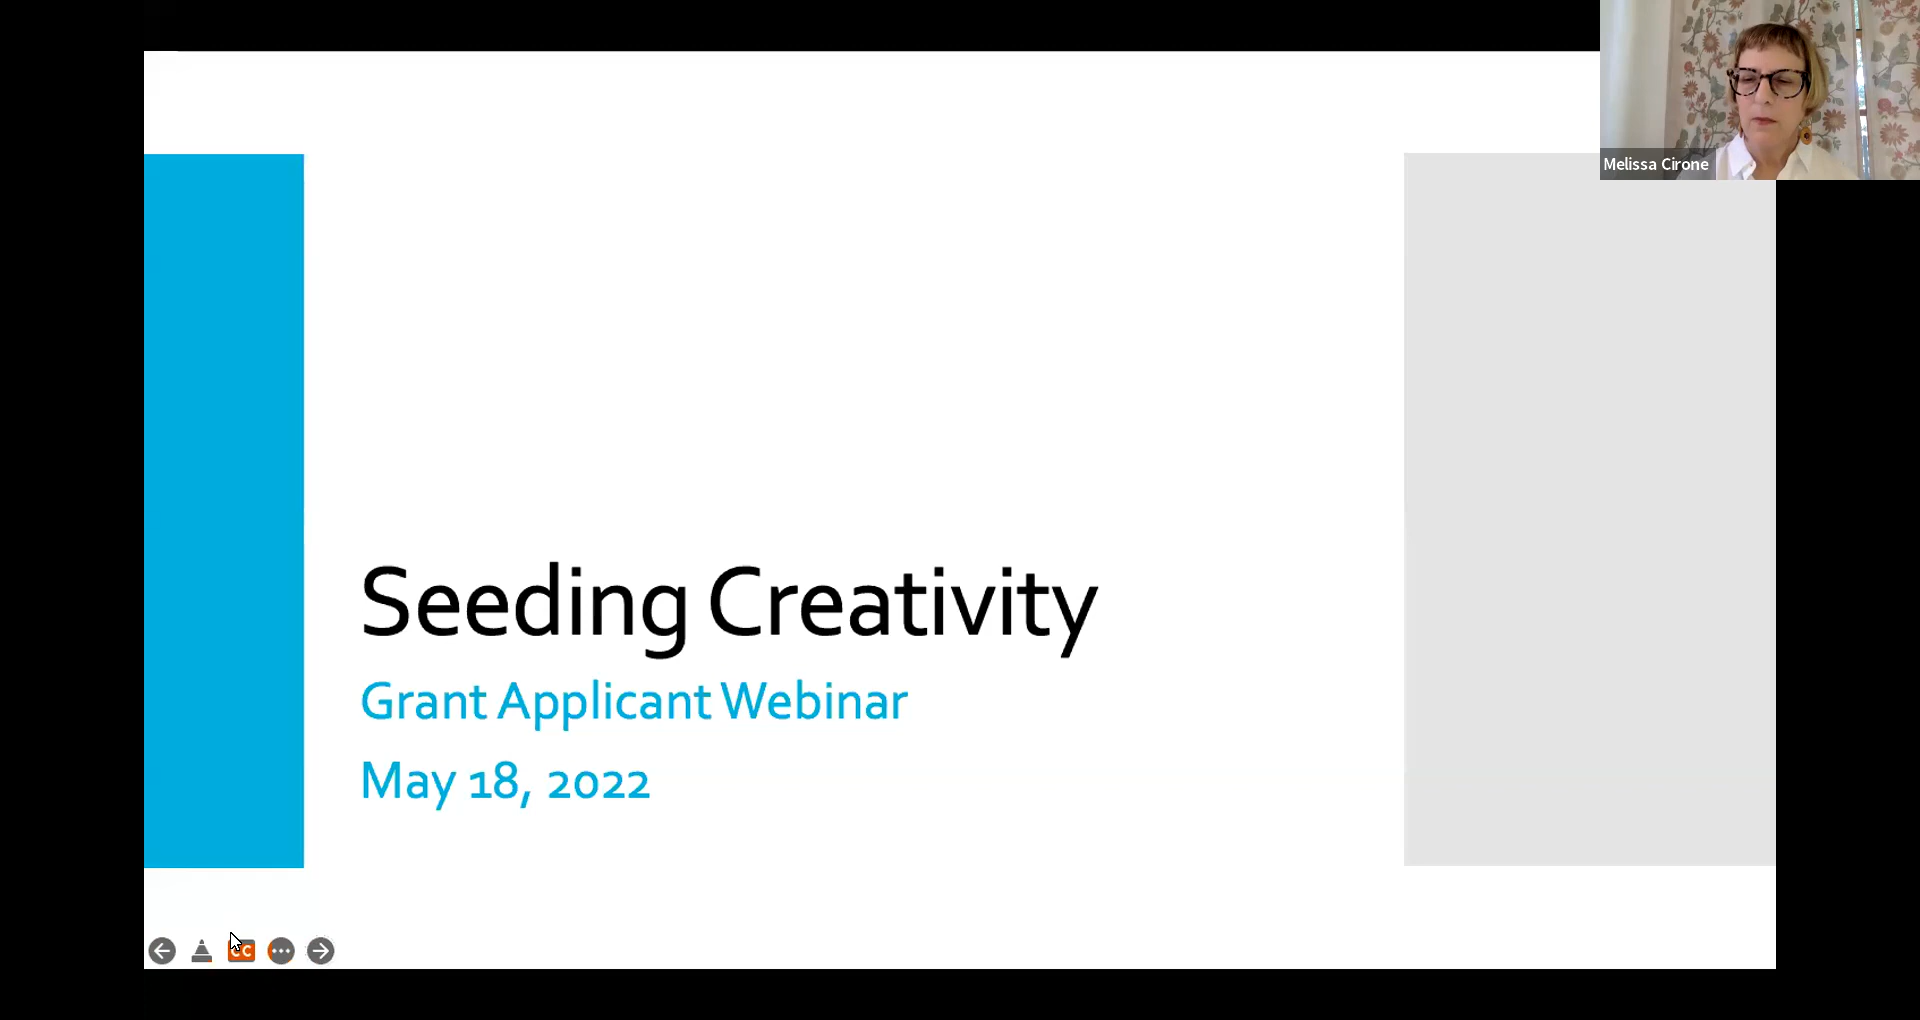 Melissa Cirone
Seeding Creativity
Grant Applicant Webinar
May 18, 2022
CC